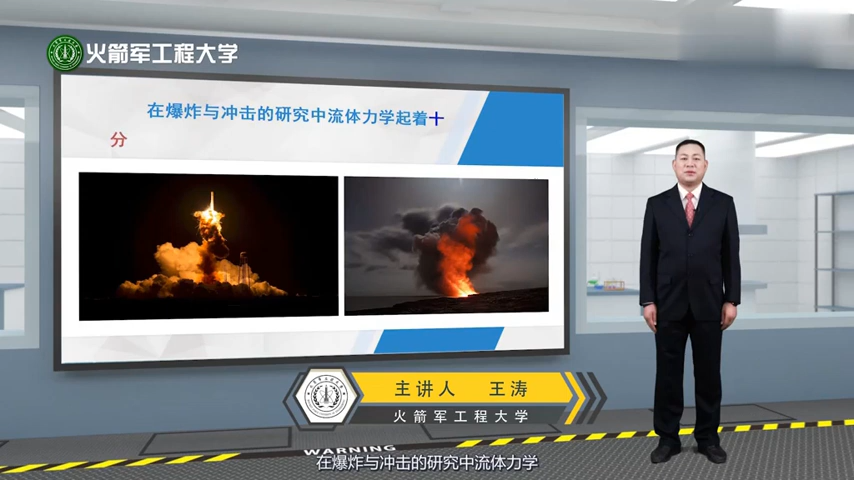 火箭军工程大学
在爆炸与冲击的研究中流体力学起着十
分
主讲人 王涛
火箭军工程大学
WARNING
在爆炸与冲击的研究中流体力学